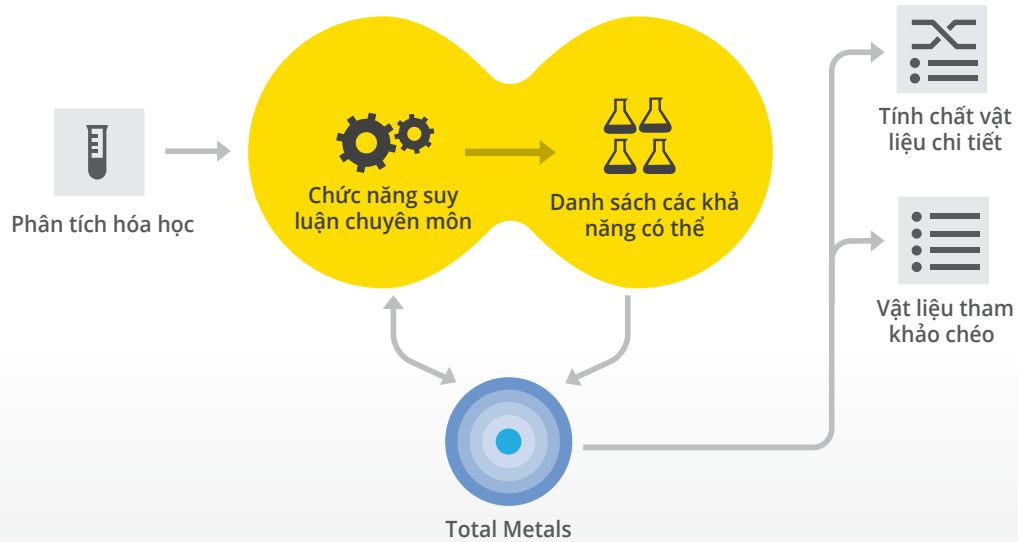 Phân tích hóa học
Chức năng suy
luận chuyên môn
Danh sách các khả
năng có thể
Tính chất vật
liệu chi tiết
Vật liệu tham
khảo chéo
Total Metals